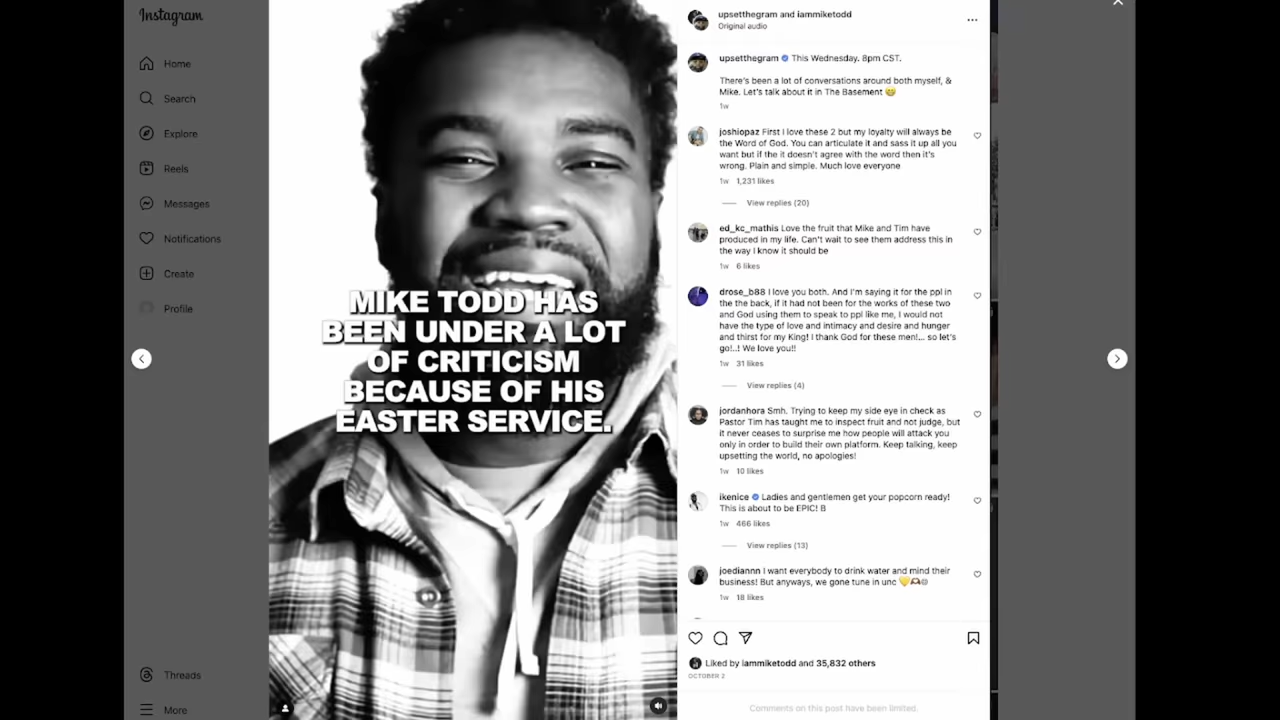 Instagram
Home
Search
Explore
Reels
Messages
Notifications
Create
Profile
Threads
More
MIKE TODD HAS
BEEN UNDER A LOT
OF CRITICISM
BECAUSE OF HIS
EASTER SERVICE.
upsetthegram and iammiketodd
Original audio
upsetthegram This Wednesday. 8pm CST.
There's been a lot of conversations around both myself, &
Mike. Let's talk about it in The Basement 😆
1w
joshiopaz First I love these 2 but my loyalty will always be
the Word of God. You can articulate it and sass it up all you
want but if the it doesn't agree with the word then it's
wrong. Plain and simple. Much love everyone
1w 1,231 likes
View replies (20)
ed_kc_mathis Love the fruit that Mike and Tim have
produced in my life. Can't wait to see them address this in
the way I know it should be
1w 6 likes
drose_b88 I love you both. And I'm saying it for the ppl in
the the back, if it had not been for the works of these two
and God using them to speak to ppl like me, I would not
have the type of love and intimacy and desire and hunger
and thirst for my King! I thank God for these men!... so let's
go!..! We love you!!
1w 31 likes
View replies (4)
jordanhora Smh. Trying to keep my side eye in check as
Pastor Tim has taught me to inspect fruit and not judge, but
it never ceases to surprise me how people will attack you
only in order to build their own platform. Keep talking, keep
upsetting the world, no apologies!
1w 10 likes
ikenice Ladies and gentlemen get your popcorn ready!
This is about to be EPIC! B
1w 466 likes
View replies (13)
joediannn I want everybody to drink water and mind their
business! But anyways, we gone tune in unc 💛
1w 18 likes
Liked by iammiketodd and 35,832 others
OCTOBER 2
Comments on this post have been limited.